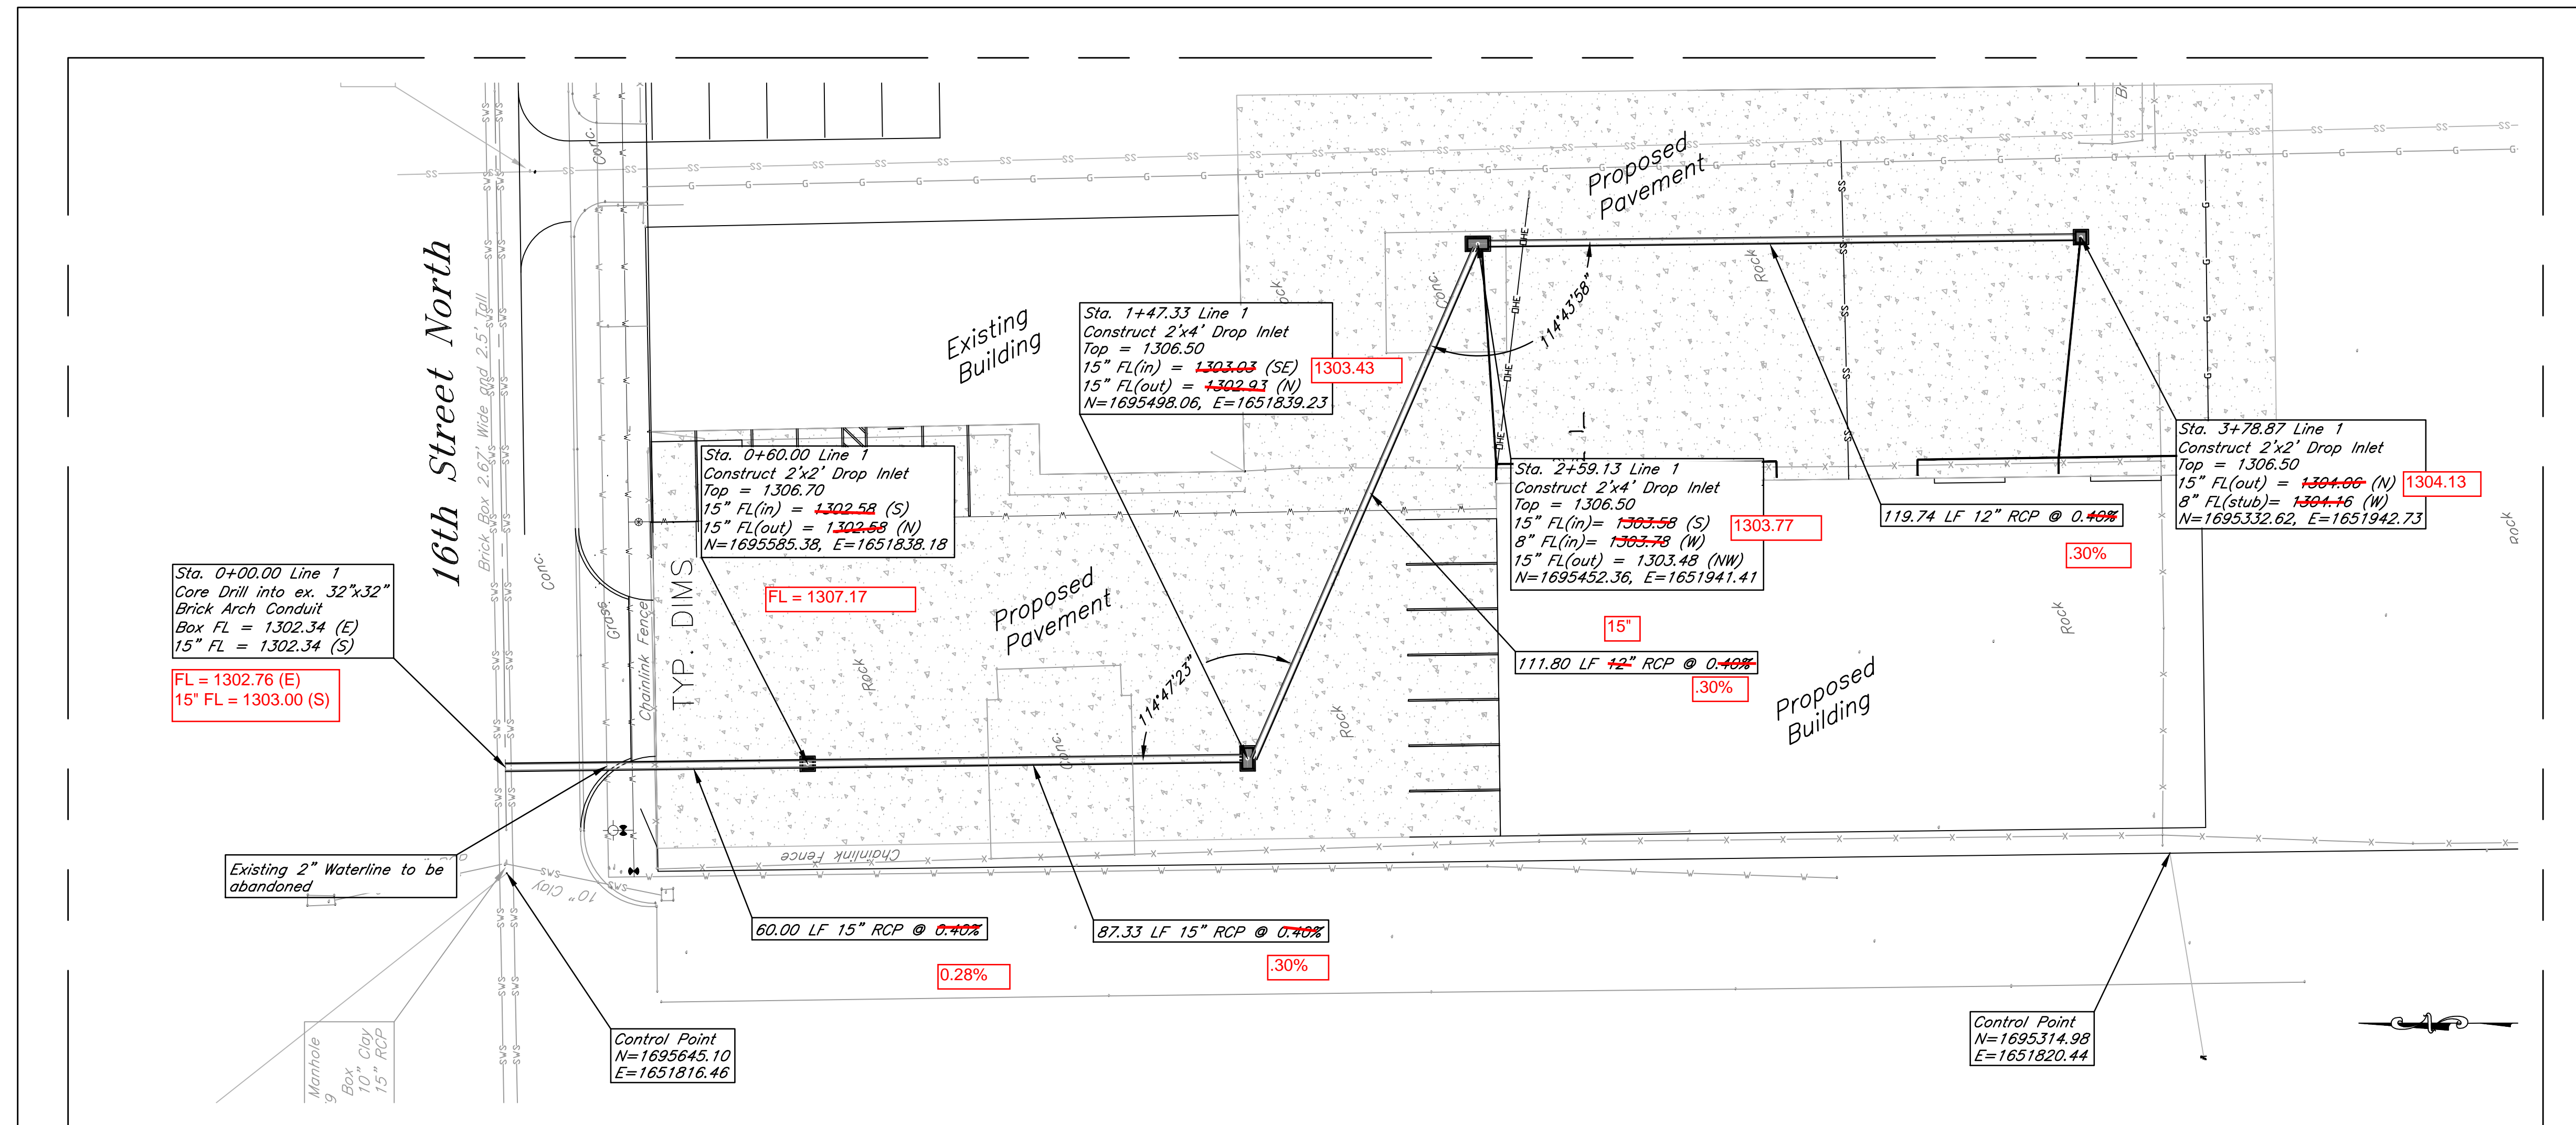 16th Street North
Brick Box 2.67' Wide and 2.5' Tall
Conc.
Conc.
Grass
Chainlink Fence
TYP. DIMS
Existing
Building
Proposed
Pavement
Sta. 0+00.00 Line 1
Core Drill into ex. 32"x32"
Brick Arch Conduit
Box FL = 1302.34 (E)
15" FL = 1302.34 (S)
FL = 1302.76 (E)
15" FL = 1303.00 (S)
Sta. 0+60.00 Line 1
Construct 2'x2' Drop Inlet
Top = 1306.70
15" FL(in) = 1302.58 (S)
15" FL(out) = 1302.58 (N)
N=1695585.38, E=1651838.18
FL = 1307.17
Sta. 1+47.33 Line 1
Construct 2'x4' Drop Inlet
Top = 1306.50
15" FL(in) = 1303.03 (SE)
15" FL(out) = 1302.93 (N)
N=1695498.06, E=1651839.23
1303.43
Sta. 2+59.13 Line 1
Construct 2'x4' Drop Inlet
Top = 1306.50
15" FL(in)= 1303.58 (S)
8" FL(in)= 1303.78 (W)
15" FL(out) = 1303.48 (NW)
N=1695452.36, E=1651941.41
1303.77
Sta. 3+78.87 Line 1
Construct 2'x2' Drop Inlet
Top = 1306.50
15" FL(out) = 1304.06 (N)
8" FL(stub)= 1304.16 (W)
N=1695332.62, E=1651942.73
1304.13
119.74 LF 12" RCP @ 0.40%
.30%
15"
111.80 LF 12" RCP @ 0.40%
.30%
114°43'58"
114°47'23"
Conc.
Rock
Rock
Rock
Rock
Rock
Conc.
Proposed
Pavement
Proposed
Building
Chainlink Fence
Existing 2" Waterline to be
abandoned
10" Clay
60.00 LF 15" RCP @ 0.40%
0.28%
87.33 LF 15" RCP @ 0.40%
.30%
Control Point
N=1695645.10
E=1651816.46
Control Point
N=1695314.98
E=1651820.44
Manhole
Box
10" Clay
15" RCP
SWS
SS
G
W
X
OHE